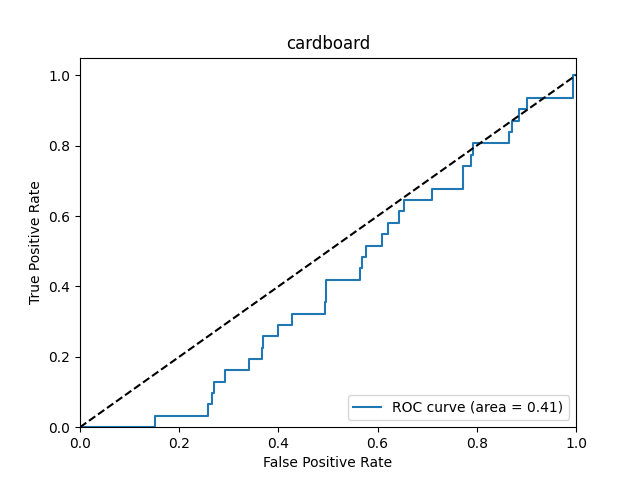 cardboard
True Positive Rate
1.0
0.8
0.6
0.4
0.2
0.0
ROC curve (area = 0.41)
0.0 0.2 0.4 0.6 0.8 1.0
False Positive Rate